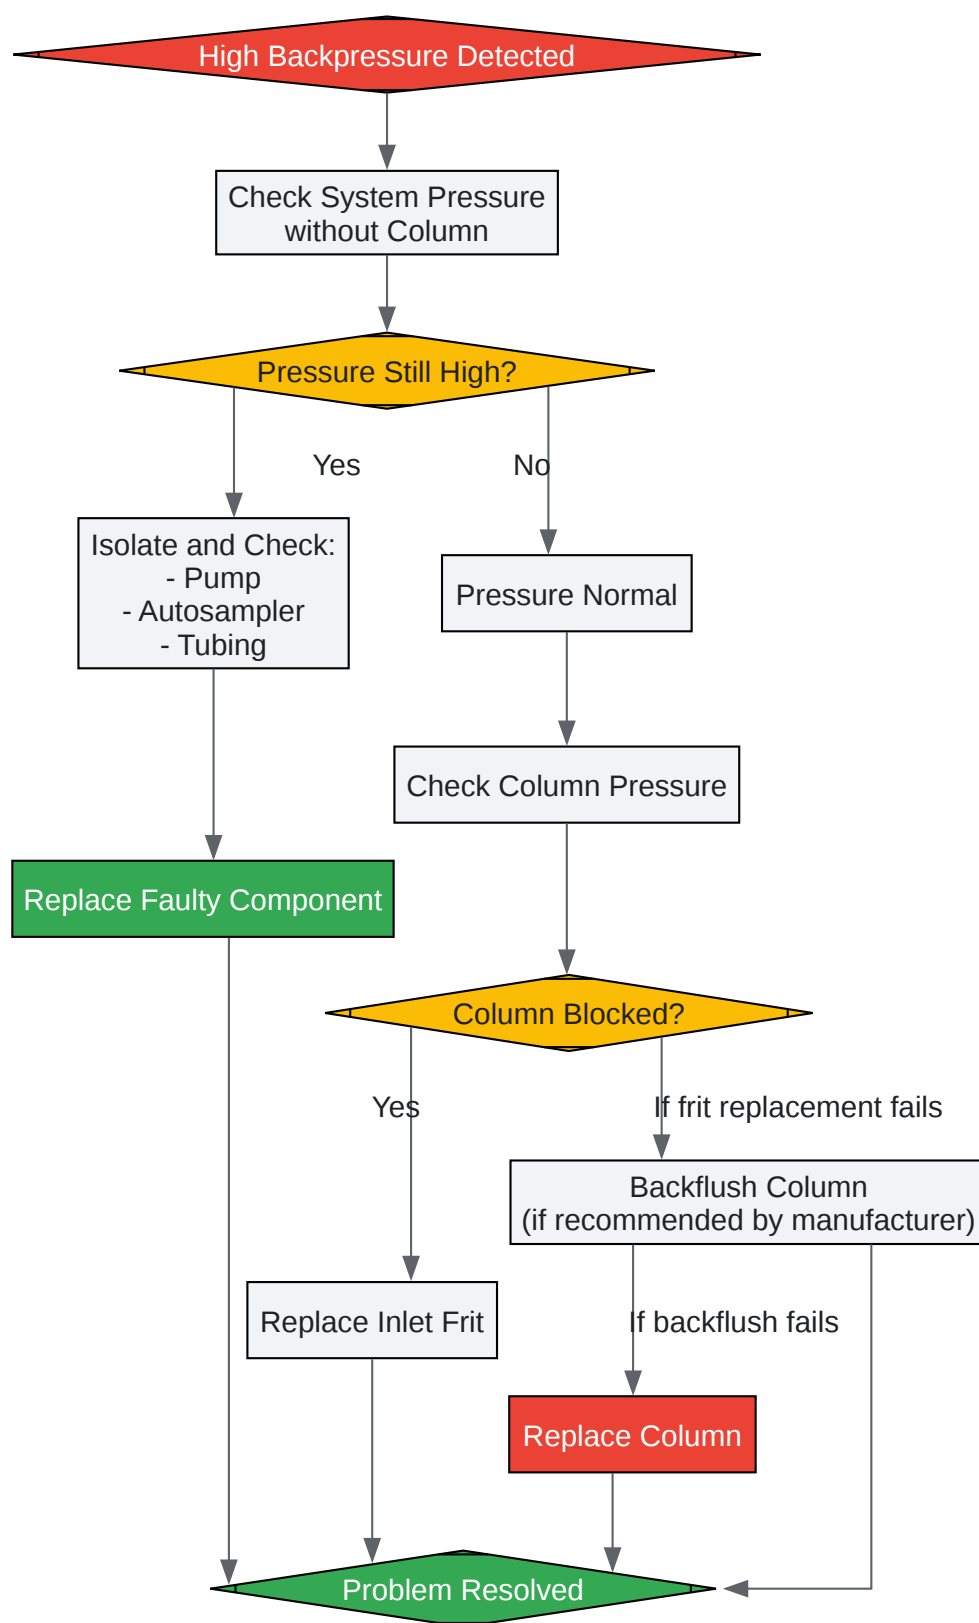 High Backpressure Detected
Check System Pressure
without Column
Pressure Still High?
Yes
No
Isolate and Check:
- Pump
- Autosampler
- Tubing
Pressure Normal
Check Column Pressure
Replace Faulty Component
Column Blocked?
Yes
If frit replacement fails
Backflush Column
(if recommended by manufacturer)
Replace Inlet Frit
If backflush fails
Replace Column
Problem Resolved